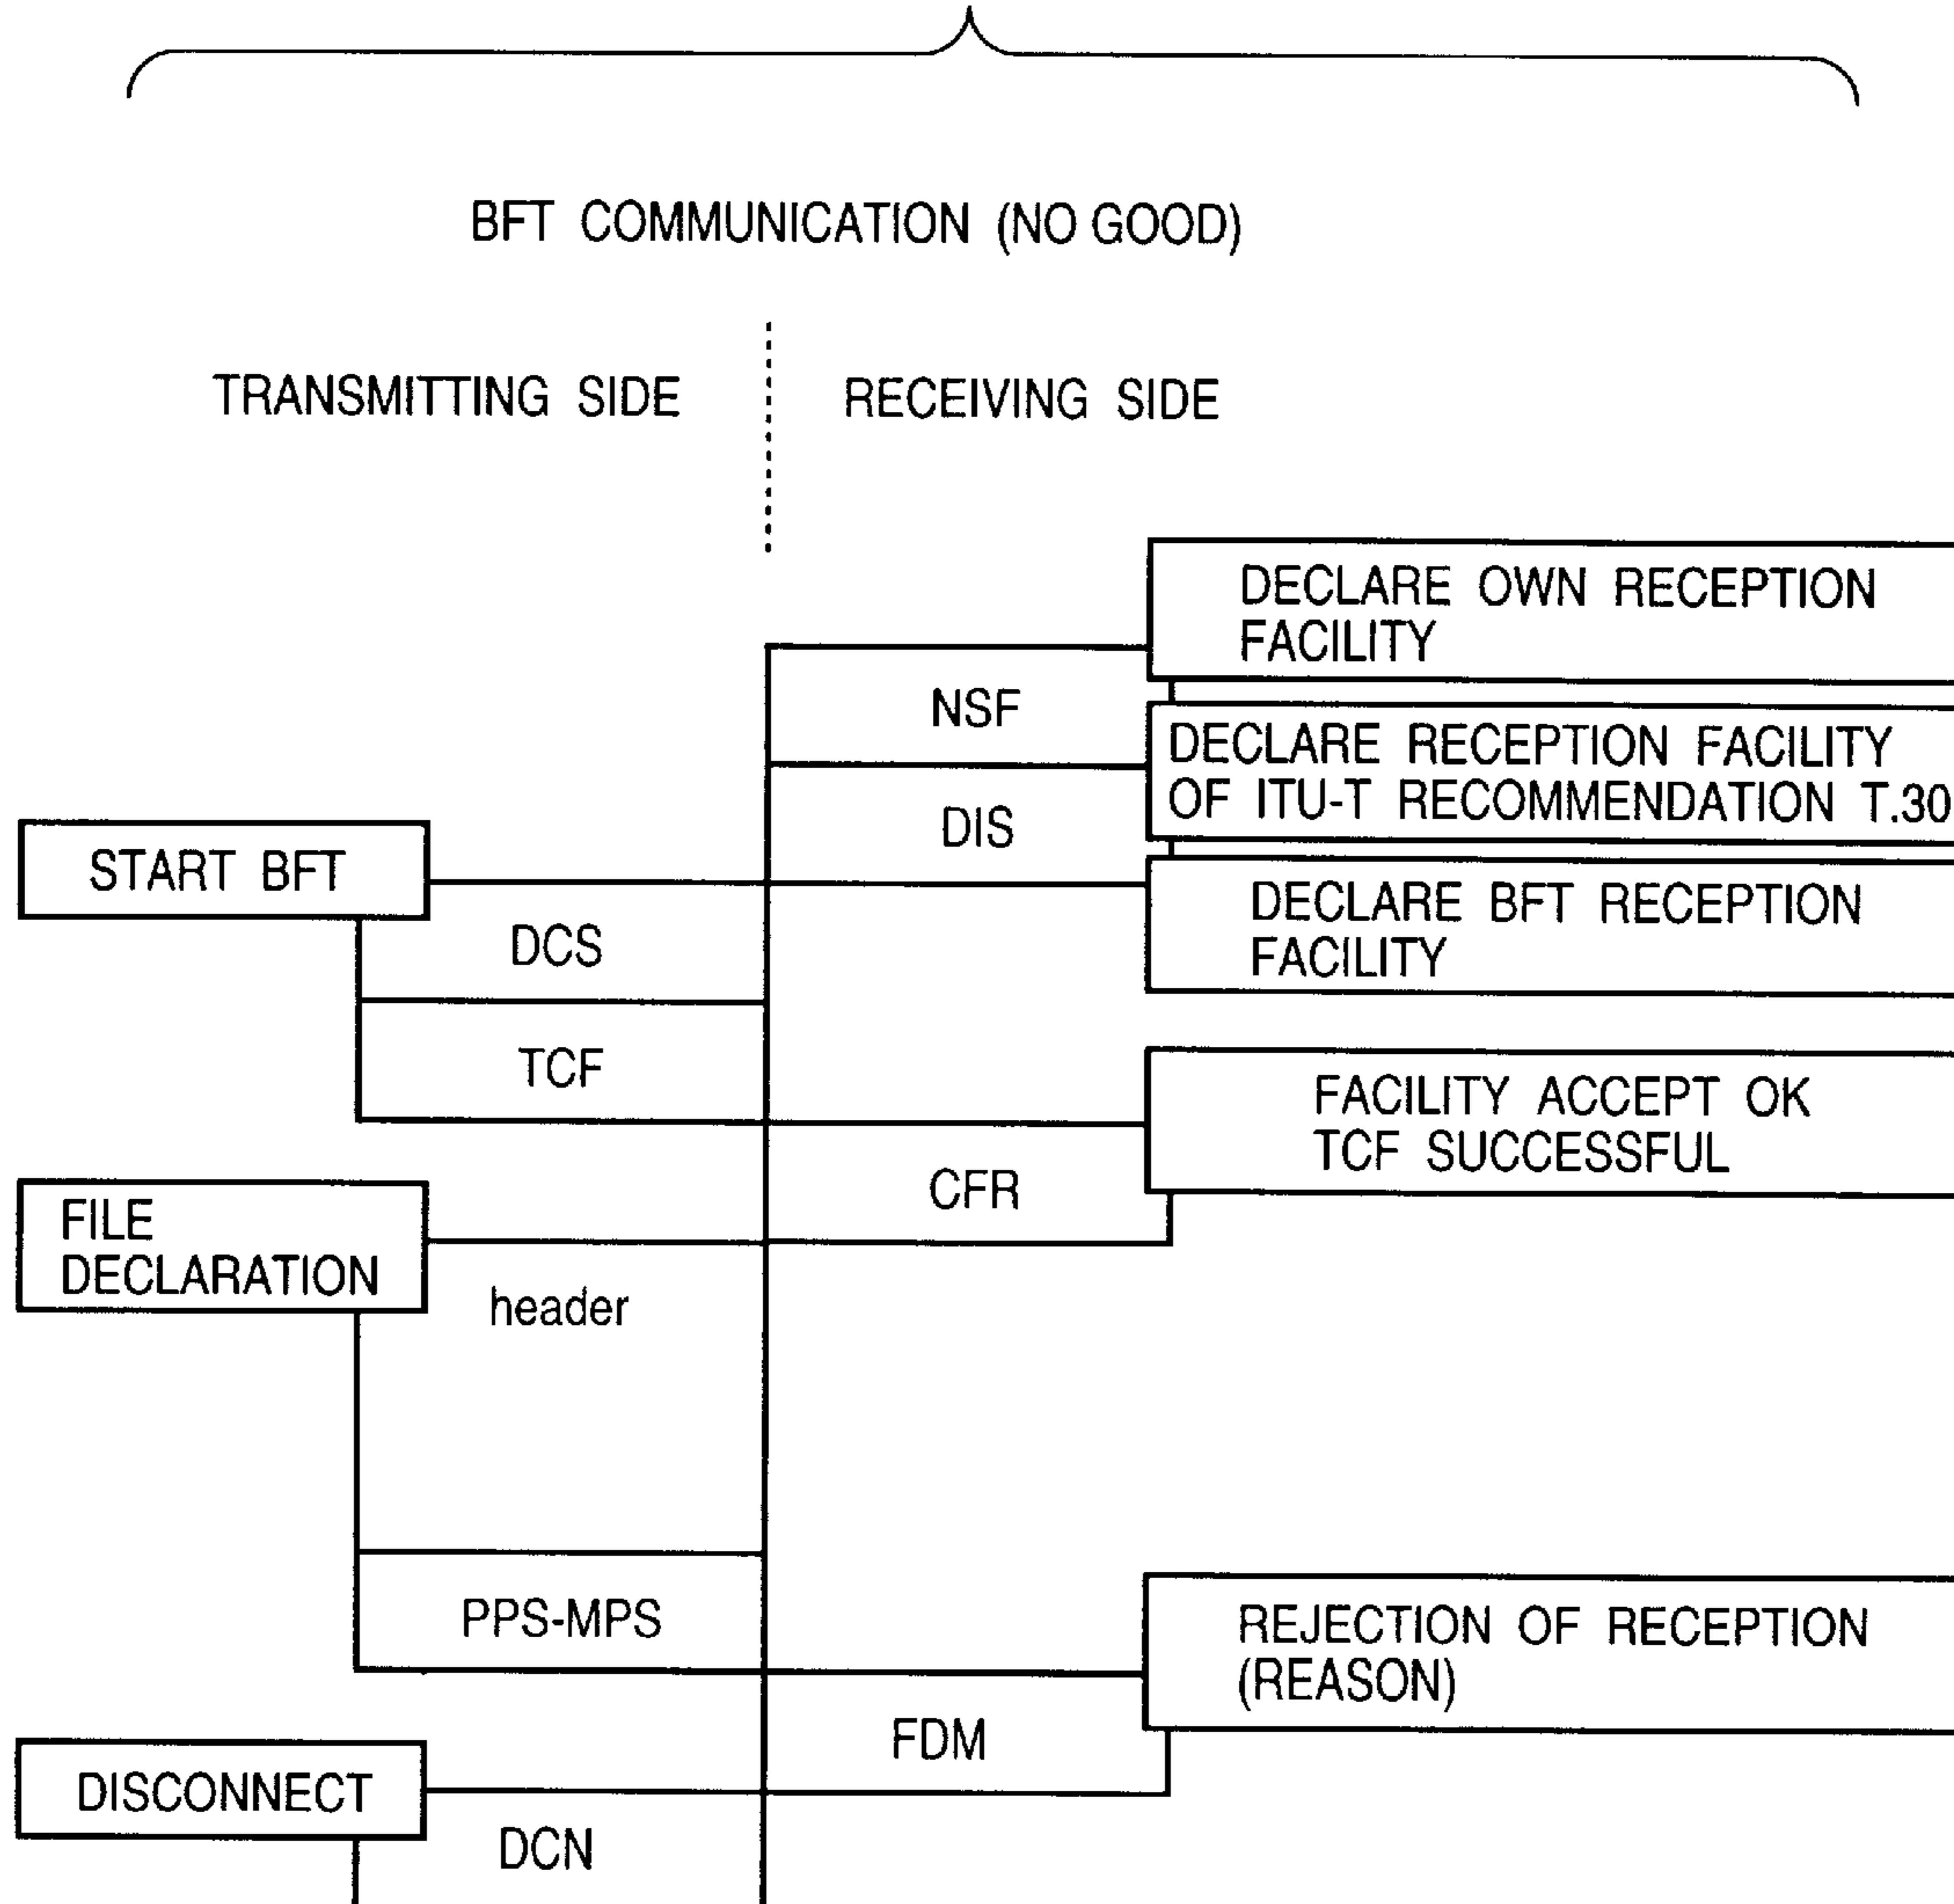 BFT COMMUNICATION (NO GOOD)
TRANSMITTING SIDE
RECEIVING SIDE
DECLARE OWN RECEPTION
FACILITY
NSF
DECLARE RECEPTION FACILITY
OF ITU-T RECOMMENDATION T.30
DIS
START BFT
DECLARE BFT RECEPTION
FACILITY
DCS
TCF
FACILITY ACCEPT OK
TCF SUCCESSFUL
CFR
FILE
DECLARATION
header
PPS-MPS
REJECTION OF RECEPTION
(REASON)
FDM
DISCONNECT
DCN